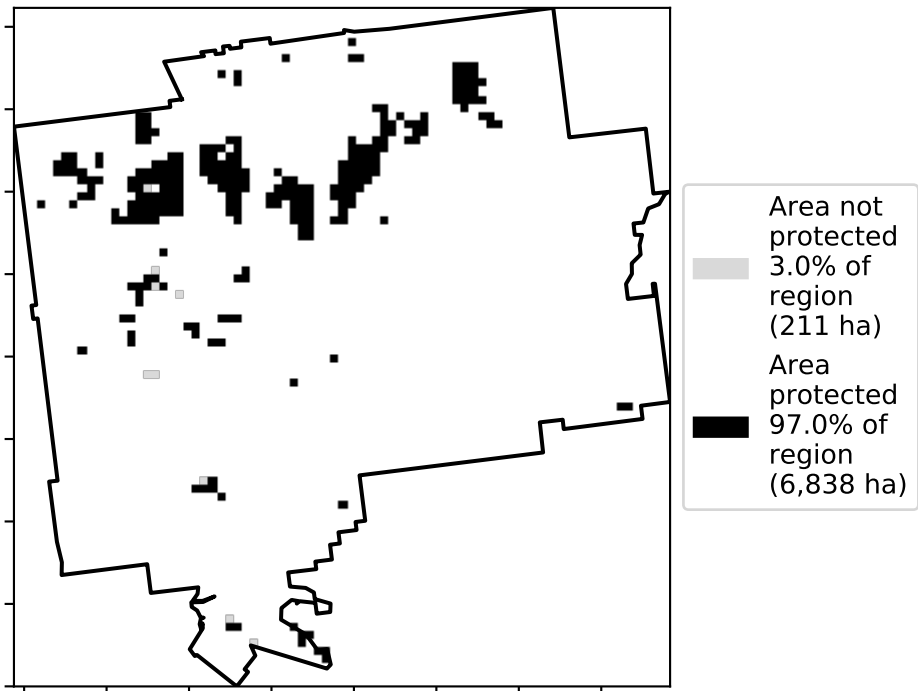 Area not
protected
3.0% of
region
(211 ha)
Area
protected
97.0% of
region
(6,838 ha)